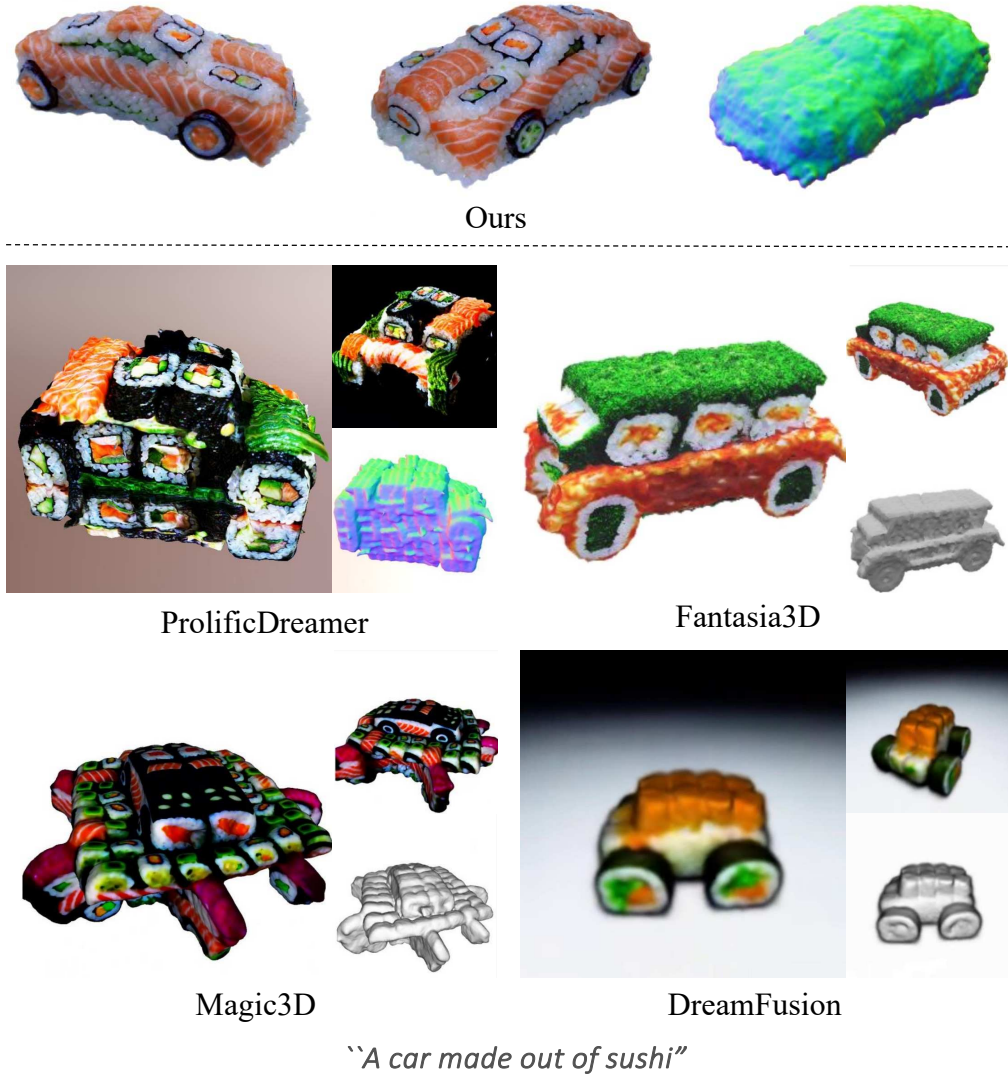 Ours
ProlificDreamer
Fantasia3D
Magic3D
DreamFusion
``A car made out of sushi”